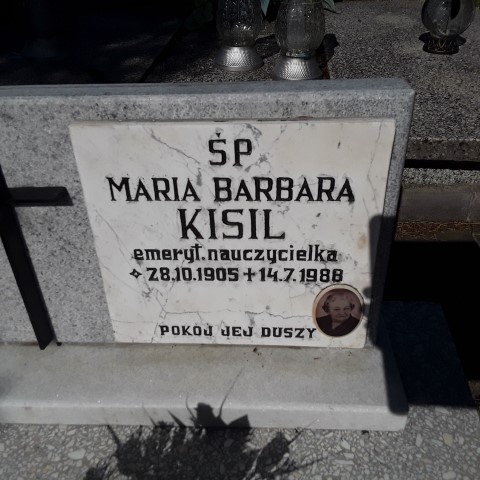 ŚP
MARIA BARBARA
KISIL
emeryt. nauczycielka
✧ 28.10.1905 + 14.7.1988
POKÓJ JEJ DUSZY